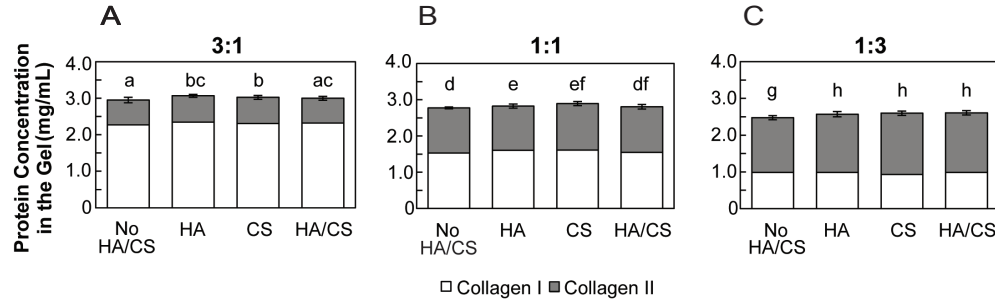 A
B
C
3:1
1:1
1:3
Protein Concentration
in the Gel (mg/mL)
4.0
3.0
2.0
1.0
0
a
bc
b
ac
No
HA/CS
HA
CS
HA/CS
4.0
3.0
2.0
1.0
0
d
e
ef
df
No
HA/CS
HA
CS
HA/CS
4.0
3.0
2.0
1.0
0
g
h
h
h
No
HA/CS
HA
CS
HA/CS
Collagen I
Collagen II